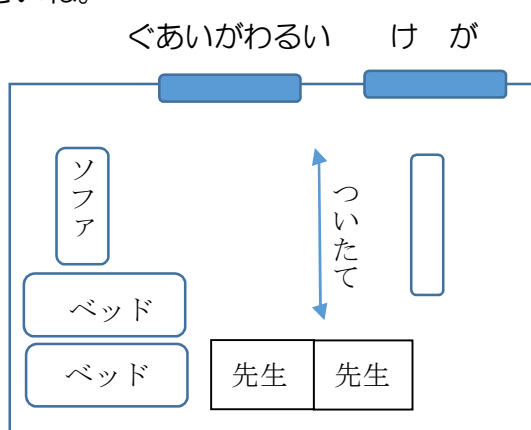 ぐあいがわるい　け　が
ソファ
ついたて
ベッド
ベッド
先生
先生